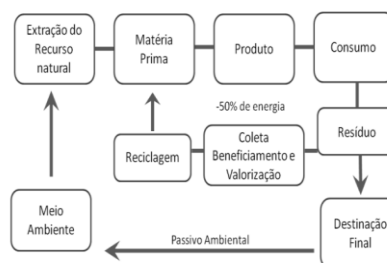 Extração do
Recurso
natural
Matéria
Prima
Produto
Consumo
-50% de energia
Reciclagem
Coleta
Beneficiamento e
Valorização
Resíduo
Meio
Ambiente
Passivo Ambiental
Destinação
Final